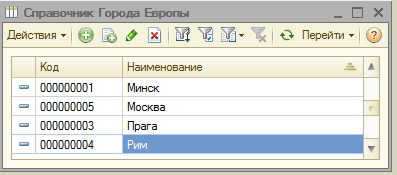 Справочник Города Европы
Действия Перейти ?
Код Наименование
000000001 Минск
000000005 Москва
000000003 Прага
000000004 Рим